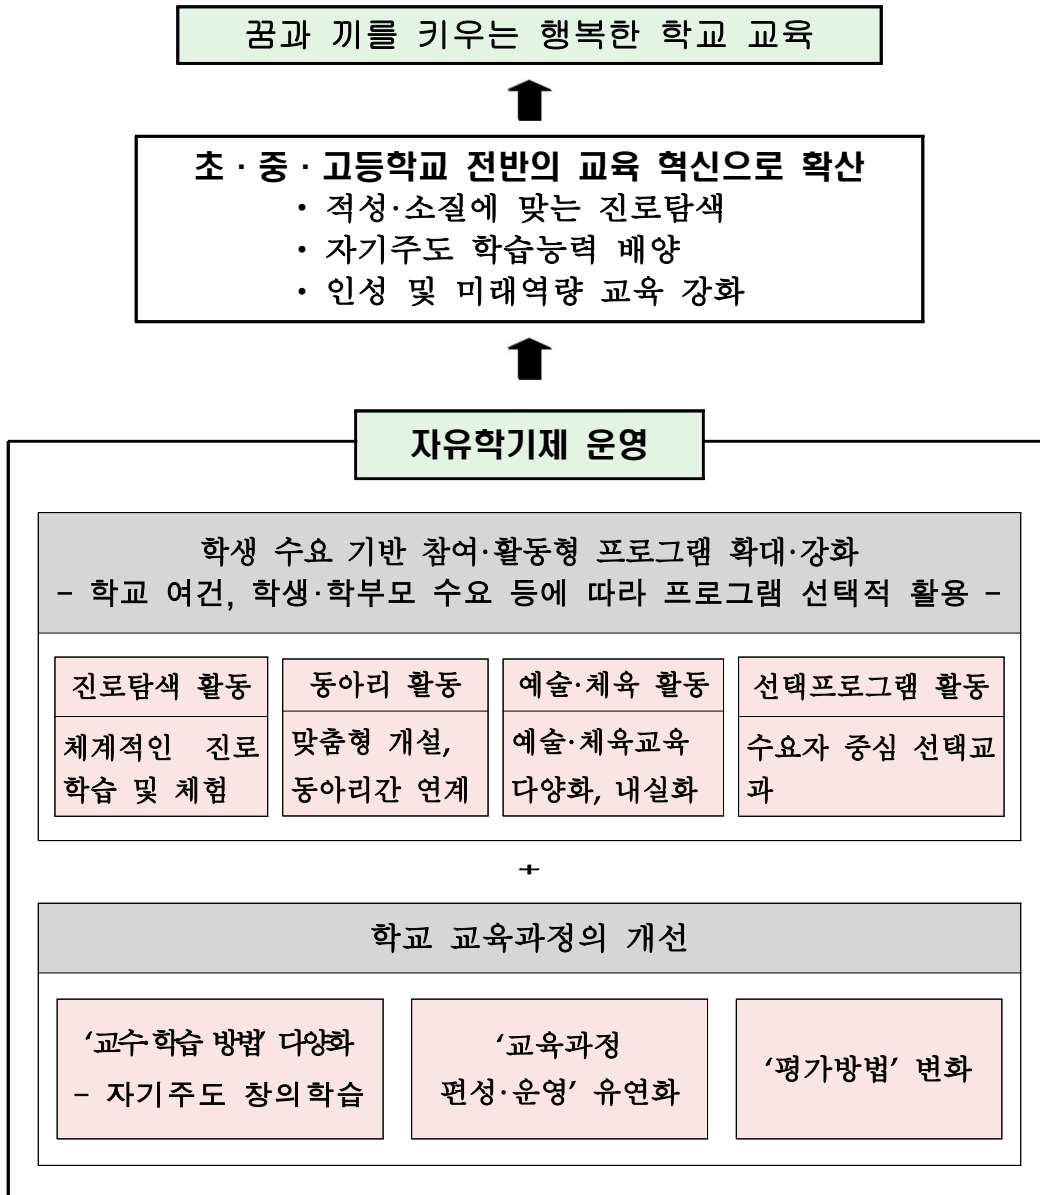 꿈과 끼를 키우는 행복한 학교 교육
초·중·고등학교 전반의 교육 혁신으로 확산
• 적성·소질에 맞는 진로탐색
• 자기주도 학습능력 배양
• 인성 및 미래역량 교육 강화
자유학기제 운영
학생 수요 기반 참여·활동형 프로그램 확대·강화
- 학교 여건, 학생·학부모 수요 등에 따라 프로그램 선택적 활용 -
진로탐색 활동
체계적인 진로
학습 및 체험
동아리 활동
맞춤형 개설,
동아리간 연계
예술·체육 활동
예술·체육교육
다양화, 내실화
선택프로그램 활동
수요자 중심 선택교
과
+
학교 교육과정의 개선
‘교수·학습 방법’ 다양화
- 자기주도 창의학습
‘교육과정
편성·운영’ 유연화
‘평가방법’ 변화